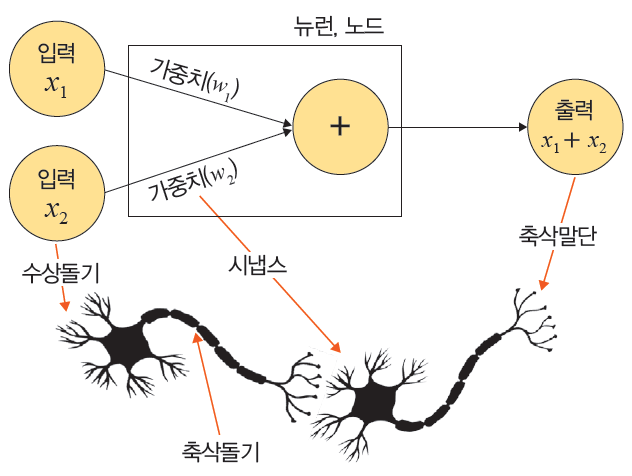 뉴런, 노드
입력
x₁
가중치(w₁)
+
출력
x₁ + x₂
입력
x₂
가중치(w₂)
수상돌기
시냅스
축삭말단
축삭돌기